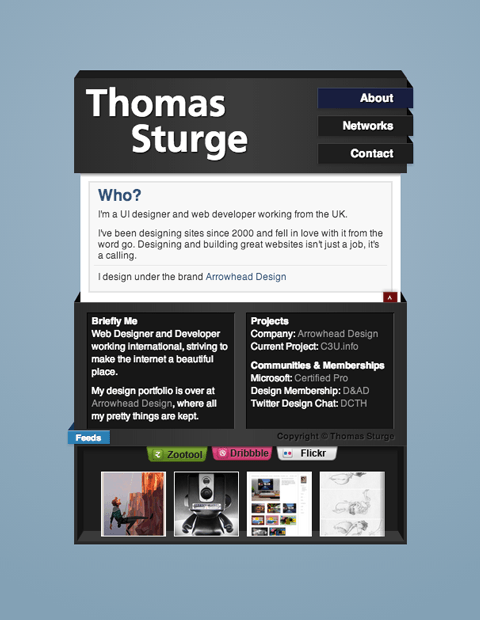 Thomas
Sturge
About
Networks
Contact
Who?
I'm a UI designer and web developer working from the UK.
I've been designing sites since 2000 and fell in love with it from the
word go. Designing and building great websites isn't just a job, it's
a calling.
I design under the brand Arrowhead Design
Briefly Me
Web Designer and Developer
working international, striving to
make the internet a beautiful
place.
My design portfolio is over at
Arrowhead Design, where all
my pretty things are kept.
Projects
Company: Arrowhead Design
Current Project: C3U.info
Communities & Memberships
Microsoft: Certified Pro
Design Membership: D&AD
Twitter Design Chat: DCTH
Feeds
Copyright © Thomas Sturge
Zootool
Dribbble
Flickr